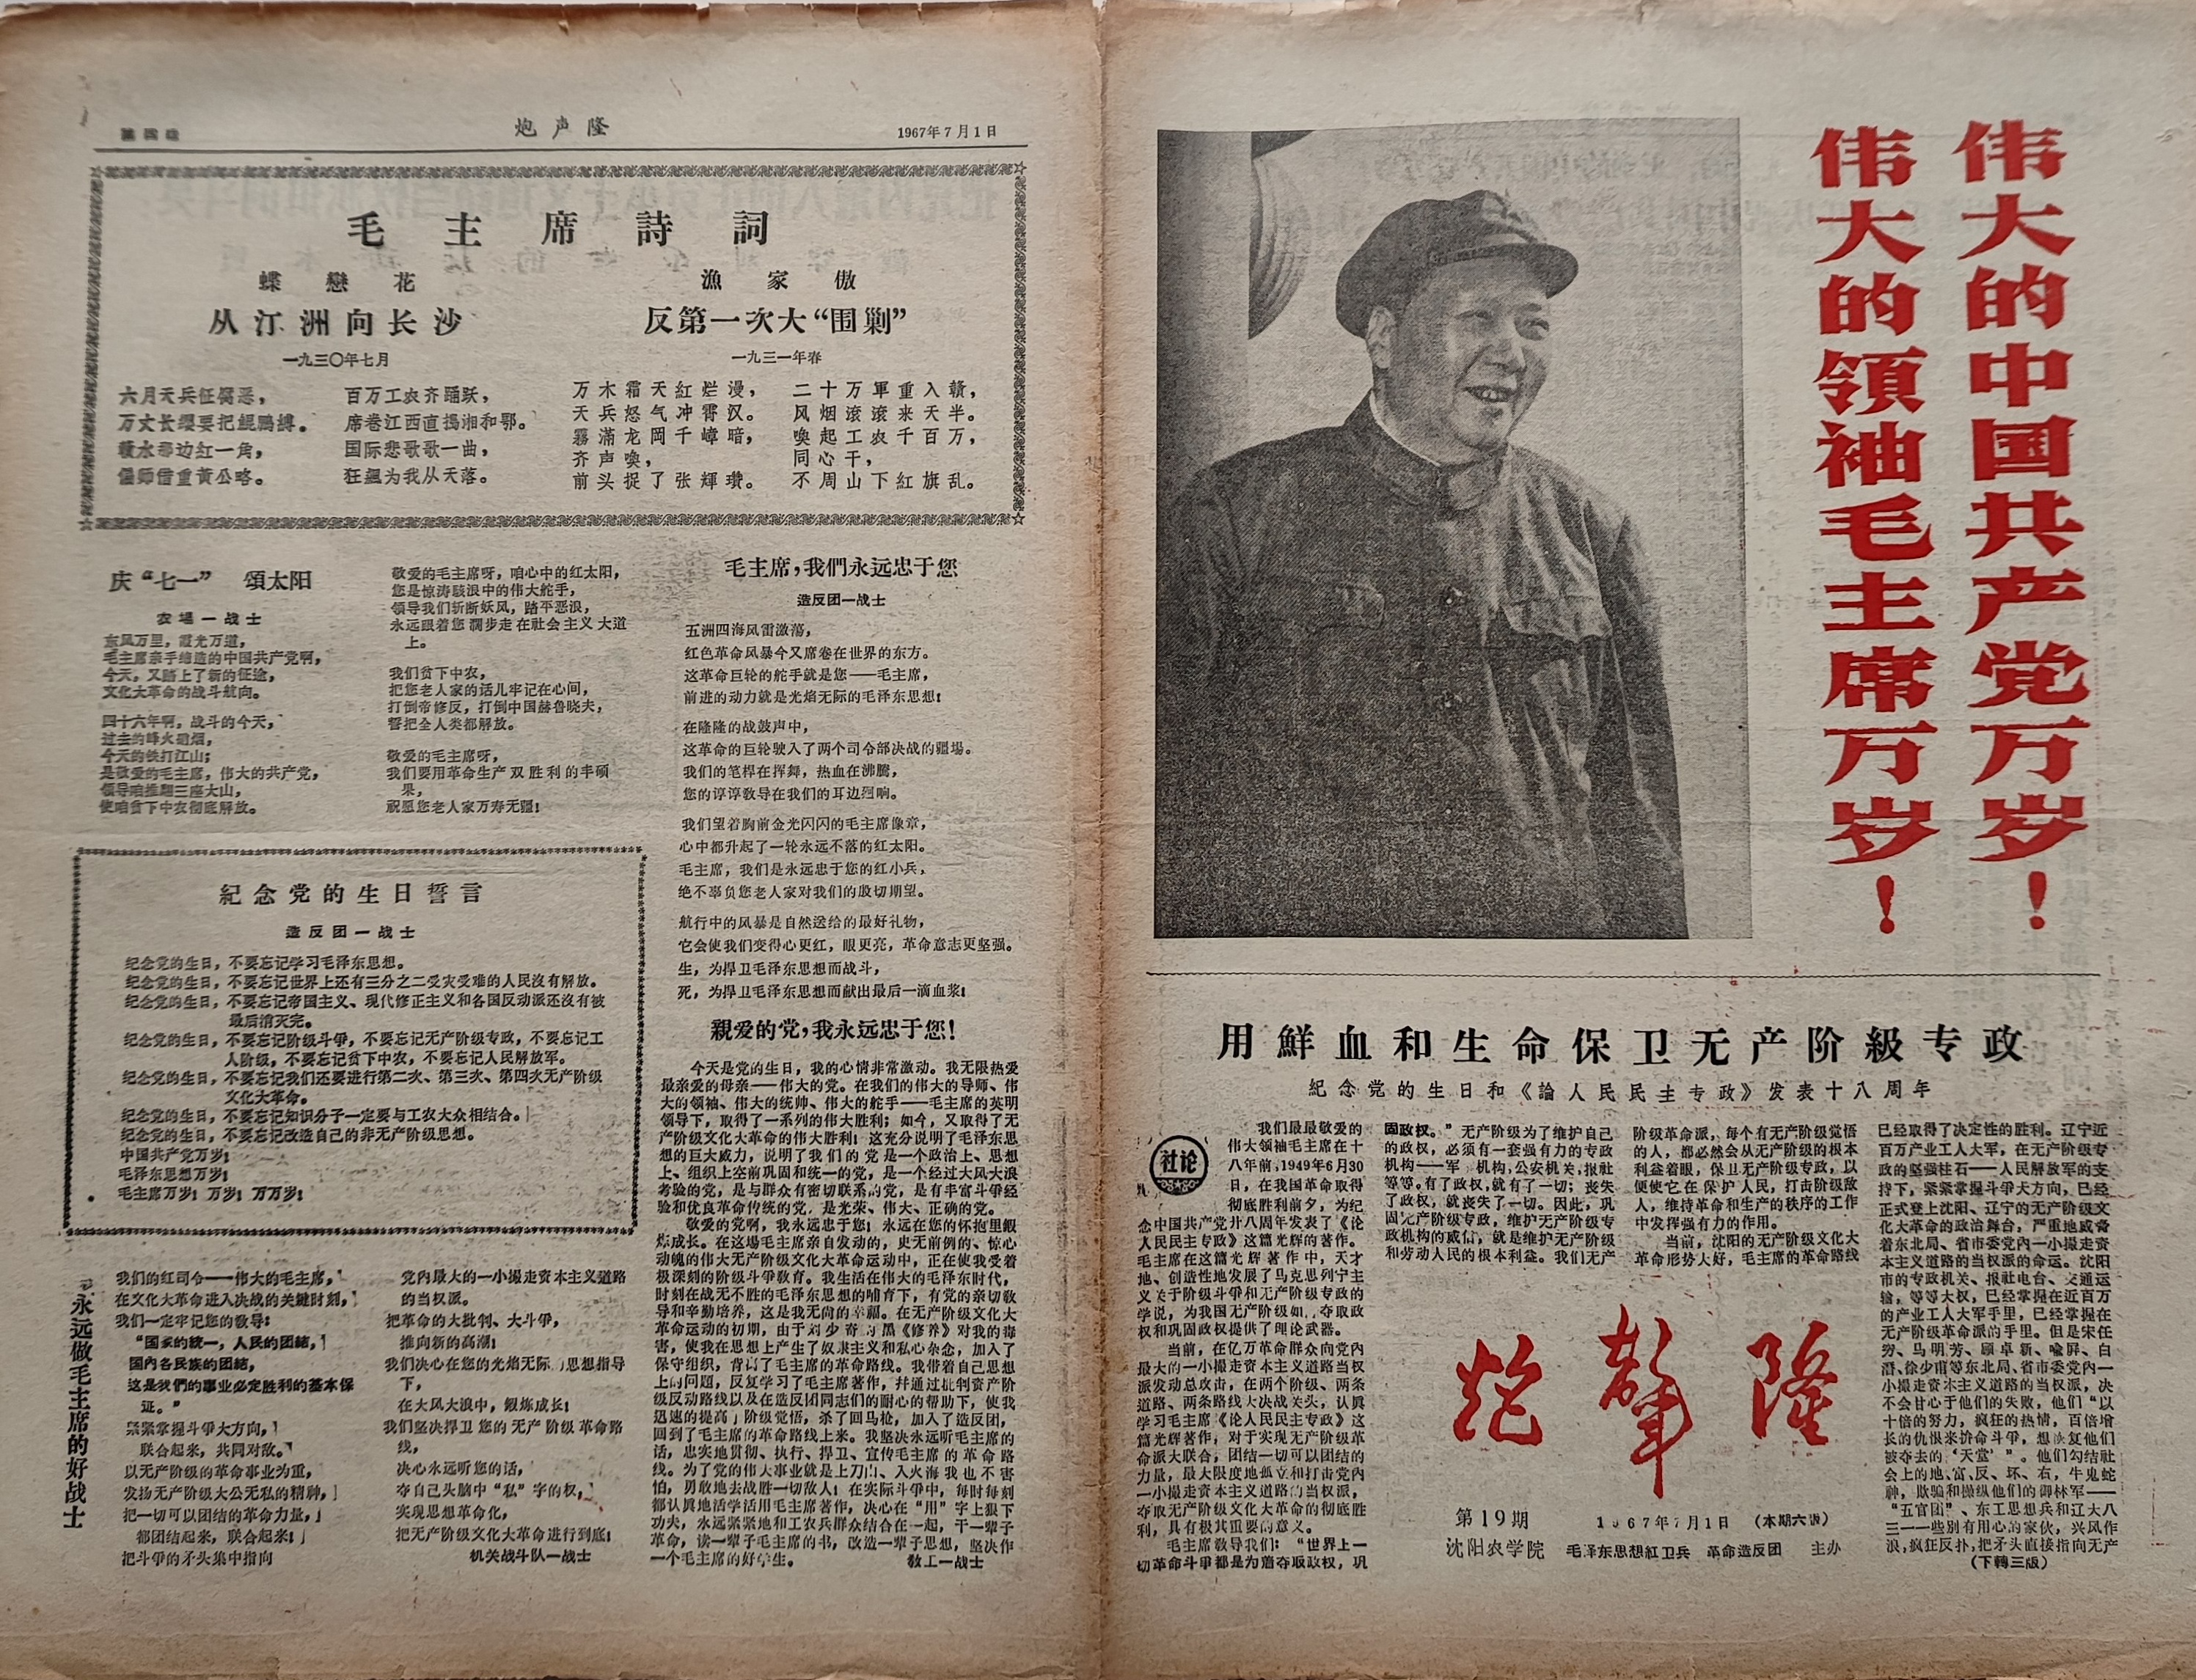 第四版
炮声隆
1967年7月1日
毛主席詩詞
蝶戀花
从汀洲向长沙
一九三〇年七月
六月天兵征腐恶，
万丈长缨要把鲲鹏缚。
赣水那边红一角，
偏师借重黄公略。
百万工农齐踊跃，
席卷江西直捣湘和鄂。
国际悲歌歌一曲，
狂飙为我从天落。
漁家傲
反第一次大“围剿”
一九三一年春
万木霜天紅烂漫，
天兵怒气冲霄汉。
雾滿龙岡千嶂暗，
齐声唤，
前头捉了张輝瓒。
二十万軍重入赣，
风烟滚滚来天半。
唤起工农千百万，
同心干，
不周山下紅旗乱。
庆“七一” 頌太阳
农場一战士
东风万里，霞光万道，
毛主席亲手缔造的中国共产党啊，
今天，又踏上了新的征途，
文化大革命的战斗航向。
四十六年啊，战斗的今天，
过去的峰火硝烟，
今天的铁打江山；
是敬爱的毛主席，伟大的共产党，
领导咱推翻三座大山，
使咱贫下中农彻底解放。
敬爱的毛主席呀，咱心中的红太阳，
您是惊涛骇浪中的伟大舵手，
领导我们斩断妖风，踏平恶浪，
永远跟着您阔步走在社会主义大道
上。
我们贫下中农，
把您老人家的话儿牢记在心间，
打倒帝修反，打倒中国赫鲁晓夫，
誓把全人类都解放。
敬爱的毛主席呀，
我们要用革命生产双胜利的丰硕
果，
祝愿您老人家万寿无疆！
毛主席，我們永远忠于您
造反团一战士
五洲四海风雷激荡，
红色革命风暴今又席卷在世界的东方。
这革命巨轮的舵手就是您——毛主席，
前进的动力就是光焰无际的毛泽东思想！
在隆隆的战鼓声中，
这革命的巨轮驶入了两个司令部决战的疆場。
我们的笔桿在挥舞，热血在沸腾，
您的谆谆敎导在我们的耳边迴响。
我们望着胸前金光闪闪的毛主席像章，
心中都升起了一轮永远不落的红太阳。
毛主席，我们是永远忠于您的红小兵，
绝不辜负您老人家对我们的殷切期望。
航行中的风暴是自然送给的最好礼物，
它会使我们变得心更红，眼更亮，革命意志更坚强。
生，为捍卫毛泽东思想而战斗，
死，为捍卫毛泽东思想而献出最后一滴血浆！
紀念党的生日誓言
造反团一战士
纪念党的生日，不要忘记学习毛泽东思想。
纪念党的生日，不要忘记世界上还有三分之二受灾受难的人民沒有解放。
纪念党的生日，不要忘记帝国主义、现代修正主义和各国反动派还沒有被
最后消灭完。
纪念党的生日，不要忘记阶级斗爭，不要忘记无产阶级专政，不要忘记工
人阶级，不要忘记贫下中农，不要忘记人民解放军。
纪念党的生日，不要忘记我们还要进行第二次、第三次、第四次无产阶级
文化大革命。
纪念党的生日，不要忘记知识分子一定要与工农大众相结合。
纪念党的生日，不要忘记改造自己的非无产阶级思想。
中国共产党万岁！
毛泽东思想万岁！
毛主席万岁！万岁！万万岁！
永远做毛主席的好战士
我们的红司令——伟大的毛主席，
在文化大革命进入决战的关键时刻，
我们一定牢记您的敎导：
“国家的統一，人民的团結，
国內各民族的团結，
这是我們的事业必定胜利的基本保
证。”
紧紧掌握斗爭大方向，
联合起来，共同对敌。
以无产阶级的革命事业为重，
发扬无产阶级大公无私的精神，
把一切可以团结的革命力量，
都团结起来，联合起来！
把斗爭的矛头集中指向
党內最大的一小撮走资本主义道路
的当权派。
把革命的大批判、大斗爭，
推向新的高潮！
我们决心在您的光焰无际思想指导
下，
在大风大浪中，鍛炼成长！
我们坚决捍卫您的无产阶级革命路
线，
决心永远听您的话，
夺自己头脑中“私”字的权，
实现思想革命化，
把无产阶级文化大革命进行到底！
机关战斗队一战士
親爱的党，我永远忠于您！
今天是党的生日，我的心情非常激动。我无限热爱
最亲爱的母亲——伟大的党。在我们的伟大的导师、伟
大的领袖、伟大的统帅、伟大的舵手——毛主席的英明
领导下，取得了一系列的伟大胜利；如今，又取得了无
产阶级文化大革命的伟大胜利！这充分说明了毛泽东思
想的巨大威力，说明了我们的党是一个政治上、思想
上、组织上空前巩固和统一的党，是一个经过大风大浪
考验的党，是与群众有密切联系的党，是有丰富斗爭经
验和优良革命传统的党，是光荣、伟大、正确的党。
敬爱的党啊，我永远忠于您！永远在您的怀抱里鍛
炼成长。在这場毛主席亲自发动的，史无前例的、惊心
动魄的伟大无产阶级文化大革命运动中，正在使我受着
极深刻的阶级斗爭敎育。我生活在伟大的毛泽东时代，
时刻在战无不胜的毛泽东思想的哺育下，有党的亲切敎
导和辛勤培养，这是我无尙的幸福。在无产阶级文化大
革命运动的初期，由于刘少奇的黑《修养》对我的毒
害，使我在思想上产生了奴隶主义和私心杂念，加入了
保守组织，背离了毛主席的革命路线。我带着自己思想
上的问题，反复学习了毛主席著作，幷通过批判资产阶
级反动路线以及在造反团同志们的耐心的帮助下，使我
迅速的提高了阶级觉悟，杀了回马枪，加入了造反团，
回到了毛主席的革命路线上来。我坚决永远听毛主席的
话，忠实地贯彻、执行、捍卫、宣传毛主席的革命路
线。为了党的伟大事业就是上刀山、入火海我也不害
怕，勇敢地去战胜一切敌人！在实际斗爭中，每时每刻
都认真地活学活用毛主席著作，决心在“用”字上狠下
功夫，永远紧紧地和工农兵群众结合在一起，干一辈子
革命，读一辈子毛主席的书，改造一辈子思想，坚决作
一个毛主席的好学生。
敎工一战士
伟大的中国共产党万岁！
伟大的領袖毛主席万岁！
用鮮血和生命保卫无产阶級专政
紀念党的生日和《論人民民主专政》发表十八周年
社论
我们最最敬爱的
伟大领袖毛主席在十
八年前，1949年6月30
日，在我国革命取得
彻底胜利前夕，为纪
念中国共产党廿八周年发表了《论
人民民主专政》这篇光辉的著作。
毛主席在这篇光辉著作中，天才
地、创造性地发展了马克思列宁主
义关于阶级斗爭和无产阶级专政的
学说，为我国无产阶级如何夺取政
权和巩固政权提供了理论武器。
当前，在亿万革命群众向党內
最大的一小撮走资本主义道路当权
派发动总攻击，在两个阶级、两条
道路、两条路线大决战关头，认真
学习毛主席《论人民民主专政》这
篇光辉著作，对于实现无产阶级革
命派大联合，团结一切可以团结的
力量，最大限度地孤立和打击党內
一小撮走资本主义道路的当权派，
夺取无产阶级文化大革命的彻底胜
利，具有极其重要的意义。
毛主席敎导我们：“世界上一
切革命斗爭都是为着夺取政权，巩
固政权。”无产阶级为了维护自己
的政权，必须有一套强有力的专政
机构——军事机构，公安机关，报社
等等。有了政权，就有了一切；丧失
了政权，就丧失了一切。因此，巩
固无产阶级专政，维护无产阶级专
政机构的威信，就是维护无产阶级
和劳动人民的根本利益。我们无产
阶级革命派，每个有无产阶级觉悟
的人，都必然会从无产阶级的根本
利益着眼，保卫无产阶级专政，以
便使它在保护人民，打击阶级敌
人，维持革命和生产的秩序的工作
中发挥强有力的作用。
当前，沈阳的无产阶级文化大
革命形势大好，毛主席的革命路线
已经取得了决定性的胜利。辽宁近
百万产业工人大军，在无产阶级专
政的坚强柱石——人民解放军的支
持下，紧紧掌握斗爭大方向，已经
正式登上沈阳、辽宁的无产阶级文
化大革命的政治舞台，严重地威胁
着东北局、省市委党內一小撮走资
本主义道路的当权派的命运。沈阳
市的专政机关、报社电台、交通运
输，等等大权，已经掌握在近百万
的产业工人大军手里，已经掌握在
无产阶级革命派的手里。但是宋任
穷、马明芳、顾卓新、喻屏、白
潜、徐少甫等东北局、省市委党內一
小撮走资本主义道路的当权派，决
不会甘心于他们的失败，他们“以
十倍的努力，疯狂的热情，百倍增
长的仇恨来拚命斗爭，想恢复他们
被夺去的‘天堂’”。他们勾结社
会上的地、富、反、坏、右，牛鬼蛇
神，欺骗和操纵他们的御林军——
“五官团”、东工思想兵和辽大八
三一一些別有用心的家伙，兴风作
浪，疯狂反扑，把矛头直接指向无产
（下轉三版）
炮聲隆
第19期
1967年7月1日
（本期六版）
沈阳农学院
毛泽东思想紅卫兵 革命造反团 主办